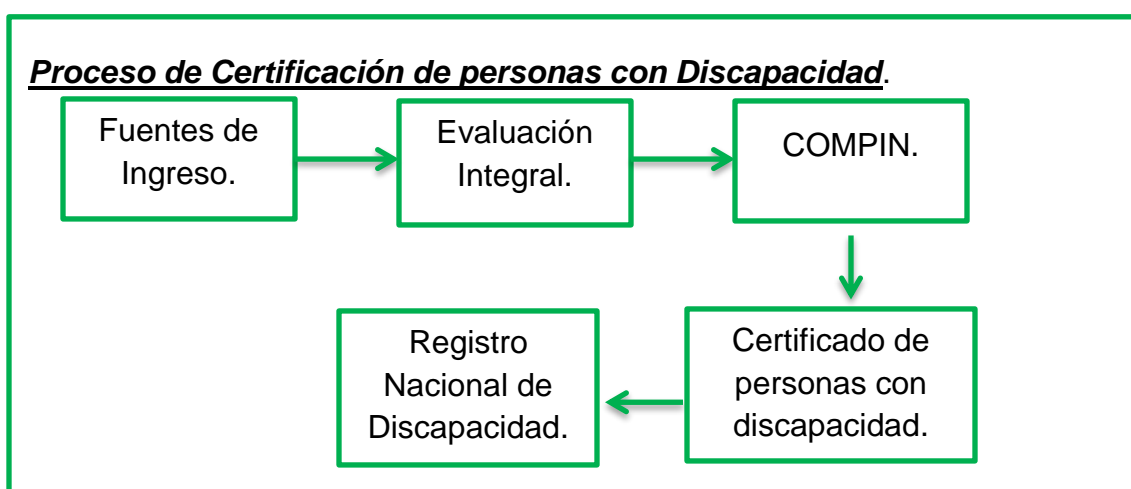 Proceso de Certificación de personas con Discapacidad.
Fuentes de
Ingreso.
Evaluación
Integral.
COMPIN.
Certificado de
personas con
discapacidad.
Registro
Nacional de
Discapacidad.